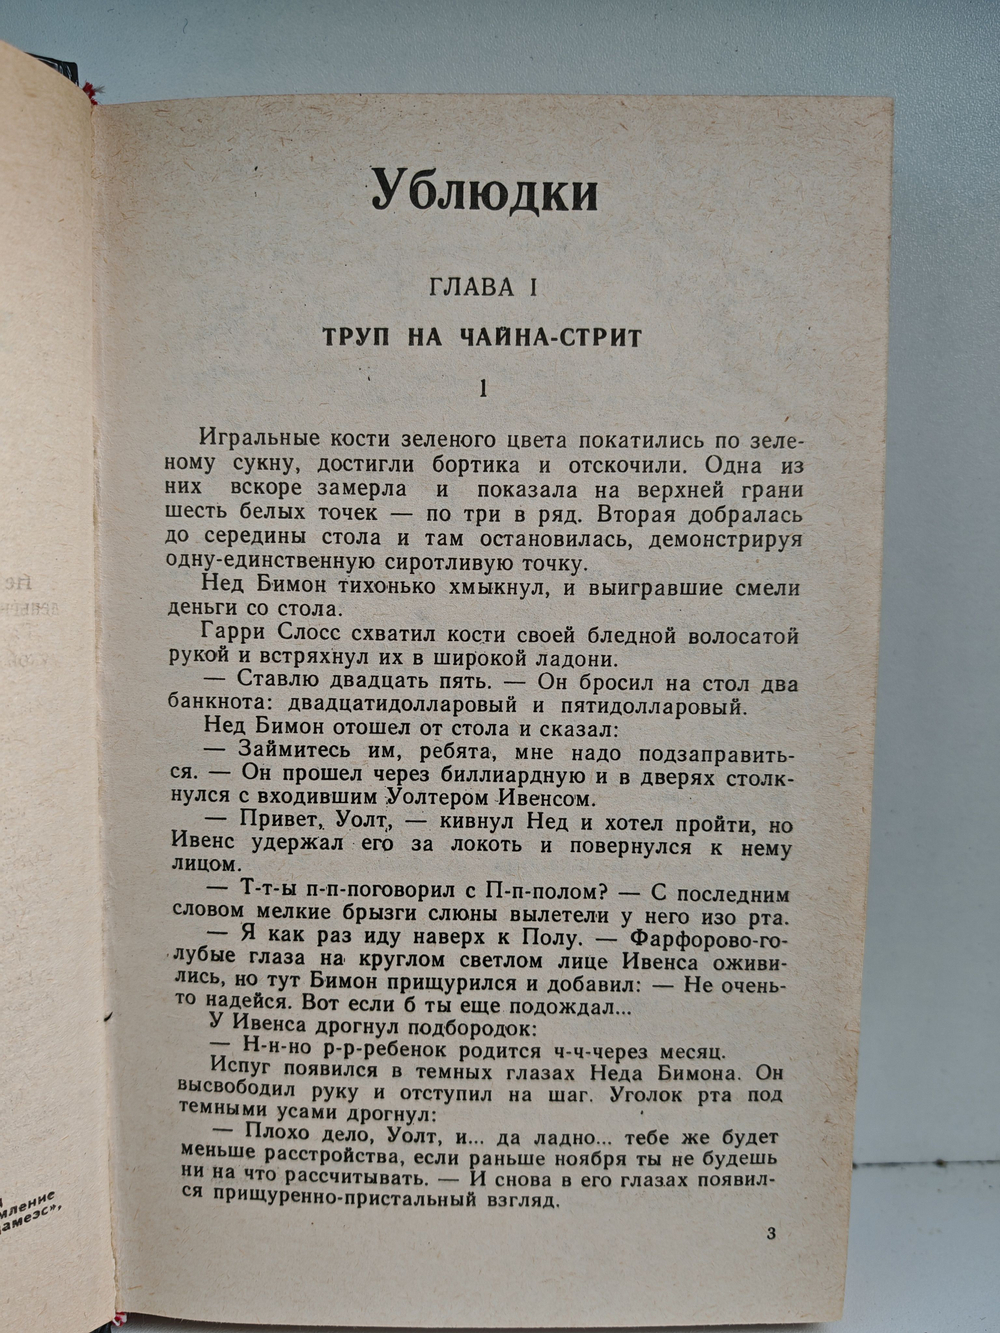 Ублюдки
ГЛАВА I
ТРУП НА ЧАЙНА-СТРИТ
1
Игральные кости зеленого цвета покатились по зеле-
ному сукну, достигли бортика и отскочили. Одна из
них вскоре замерла и показала на верхней грани
шесть белых точек — по три в ряд. Вторая добралась
до середины стола и там остановилась, демонстрируя
одну-единственную сиротливую точку.
Нед Бимон тихонько хмыкнул, и выигравшие смели
деньги со стола.
Гарри Слосс схватил кости своей бледной волосатой
рукой и встряхнул их в широкой ладони.
— Ставлю двадцать пять. — Он бросил на стол два
банкнота: двадцатидолларовый и пятидолларовый.
Нед Бимон отошел от стола и сказал:
— Займитесь им, ребята, мне надо подзаправить-
ся. — Он прошел через биллиардную и в дверях столк-
нулся с входившим Уолтером Ивенсом.
— Привет, Уолт, — кивнул Нед и хотел пройти, но
Ивенс удержал его за локоть и повернулся к нему
лицом.
— Т-т-ы п-п-поговорил с П-п-полом? — С последним
словом мелкие брызги слюны вылетели у него изо рта.
— Я как раз иду наверх к Полу. — Фарфорово-го-
лубые глаза на круглом светлом лице Ивенса оживи-
лись, но тут Бимон прищурился и добавил: — Не очень-
то надейся. Вот если б ты еще подождал...
У Ивенса дрогнул подбородок:
— Н-н-но р-р-ребенок родится ч-ч-через месяц.
Испуг появился в темных глазах Неда Бимона. Он
высвободил руку и отступил на шаг. Уголок рта под
темными усами дрогнул:
— Плохо дело, Уолт, и... да ладно... тебе же будет
меньше расстройства, если раньше ноября ты не будешь
ни на что рассчитывать. — И снова в его глазах появил-
ся прищуренно-пристальный взгляд.
3